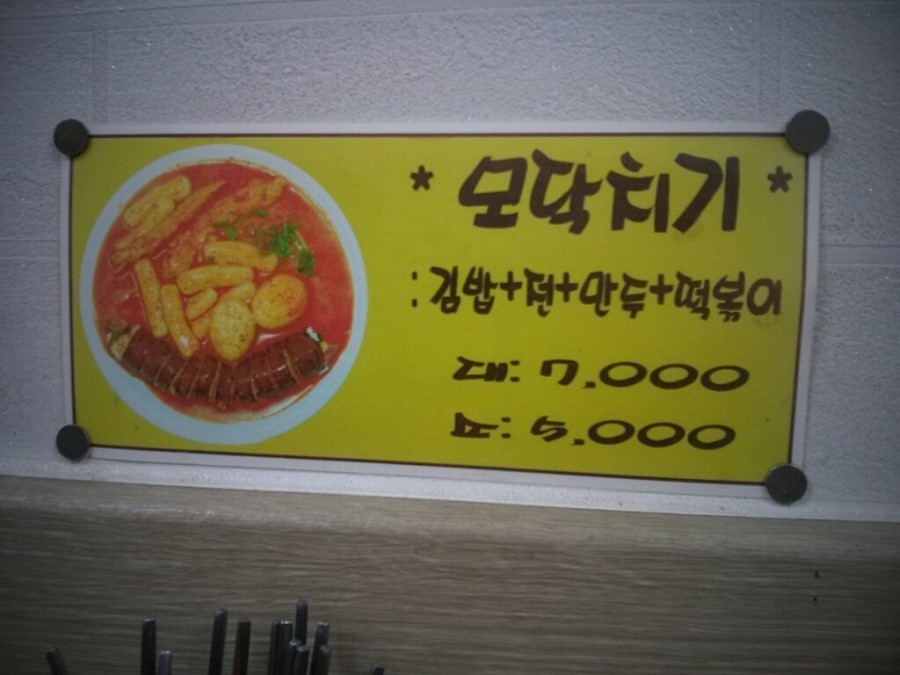 * 모닥치기 *
: 김밥+전+만두+떡볶이
대: 7,000
소: 5,000